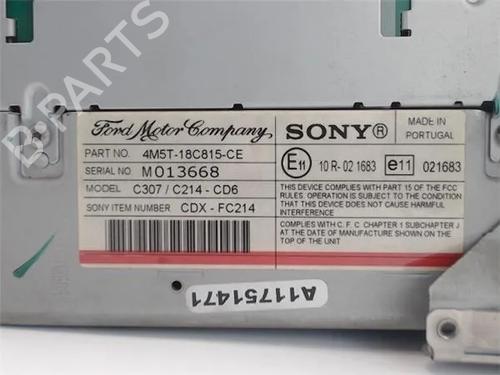 B-PARTS
Ford Motor Company SONY® MADE IN
PORTUGAL
PART NO. 4M5T-18C815-CE
SERIAL NO M013668
MODEL C307 / C214 - CD6
SONY ITEM NUMBER CDX - FC214
E11 10 R- 02 1683 e11 021683
THIS DEVICE COMPLIES WITH PART 15 OF THE FCC
RULES. OPERATION IS SUBJECT TO THE CONDITION
THAT THIS DEVICE DOES NOT CAUSE HARMFUL
INTERFERENCE
COMPLIES WITH C. F. C. CHAPTER 1 SUBCHAPTER J
AT THE DATE OF MANUFACTURE SHOWN ON THE
TOP OF THE UNIT
A11751471